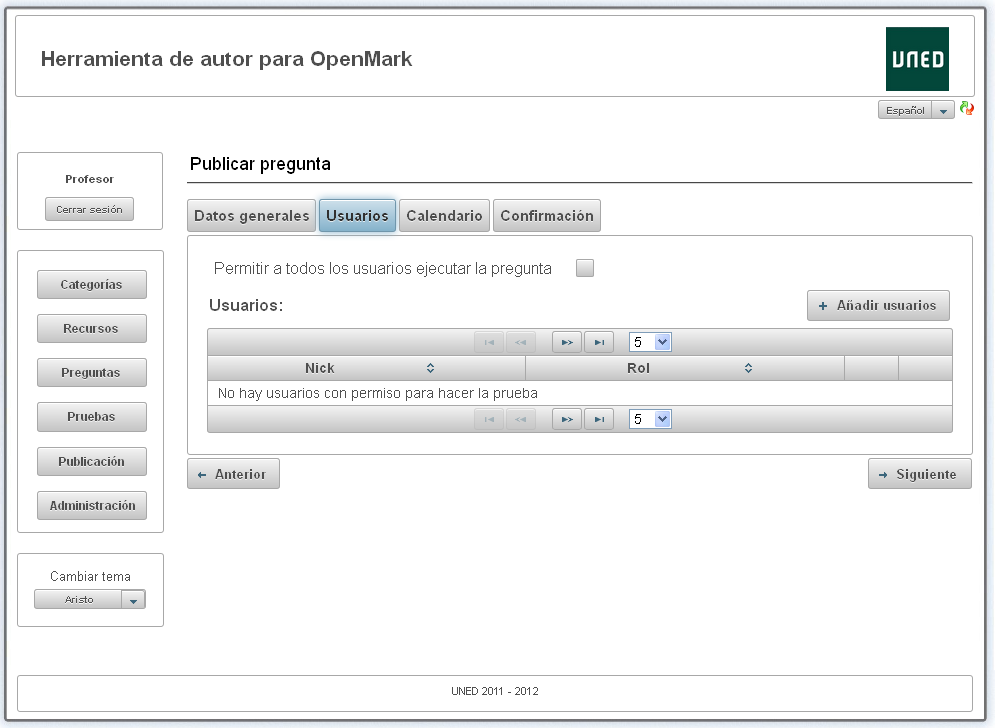 Herramienta de autor para OpenMark
UNED
Español
Profesor
Cerrar sesión
Categorías
Recursos
Preguntas
Pruebas
Publicación
Administración
Cambiar tema
Aristo
Publicar pregunta
Datos generales Usuarios Calendario Confirmación
Permitir a todos los usuarios ejecutar la pregunta
Usuarios: Añadir usuarios
5
Nick Rol
No hay usuarios con permiso para hacer la prueba
5
Anterior Siguiente
UNED 2011 - 2012